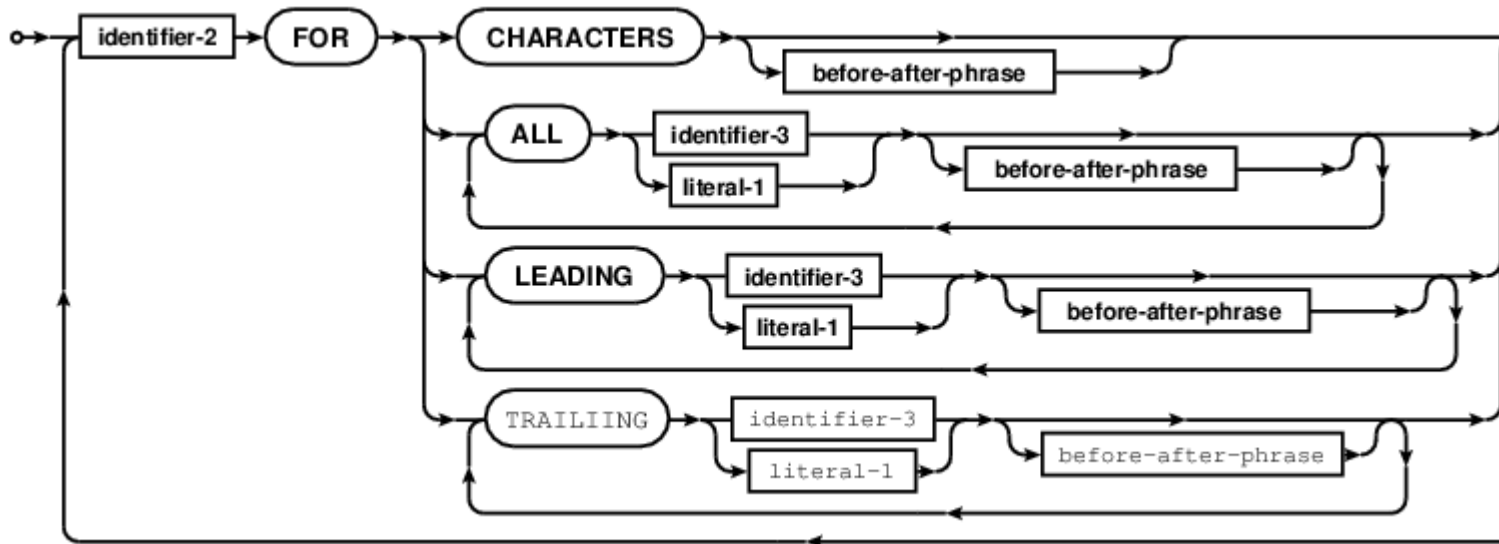 identifier-2 FOR CHARACTERS
before-after-phrase
ALL identifier-3
literal-1 before-after-phrase
LEADING identifier-3
literal-1 before-after-phrase
TRAILIING identifier-3
literal-1 before-after-phrase